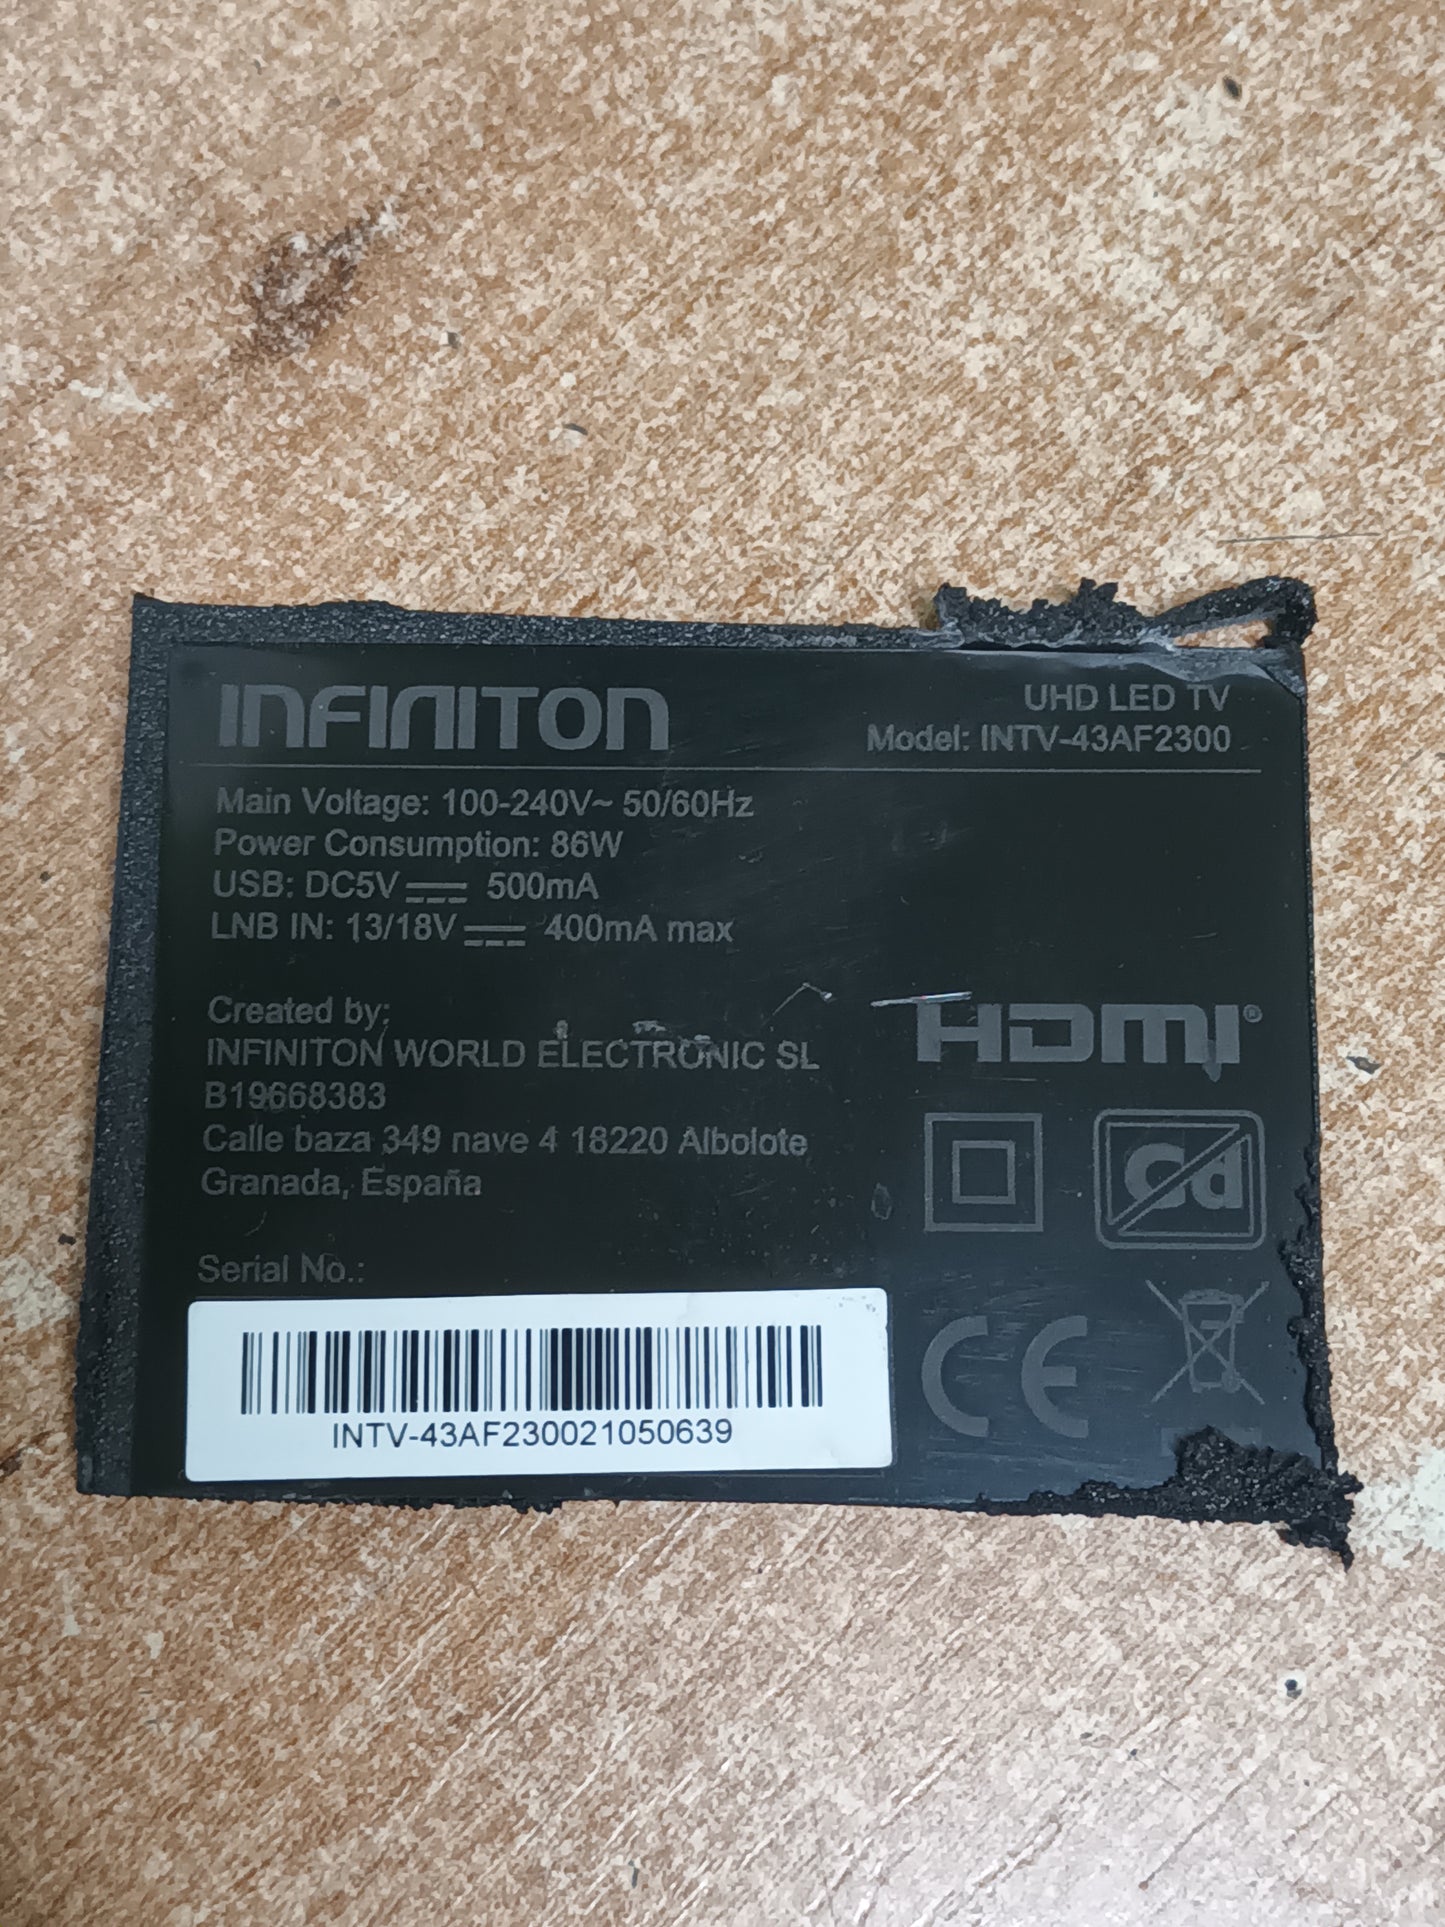 INFINITON
UHD LED TV
Model: INTV-43AF2300
Main Voltage: 100-240V~ 50/60Hz
Power Consumption: 86W
USB: DC5V ⎓ 500mA
LNB IN: 13/18V ⎓ 400mA max
Created by:
INFINITON WORLD ELECTRONIC SL
B19668383
Calle baza 349 nave 4 18220 Albolote
Granada, España
HDMI®
Cd
Pb
CE
Serial No.:
INTV-43AF230021050639